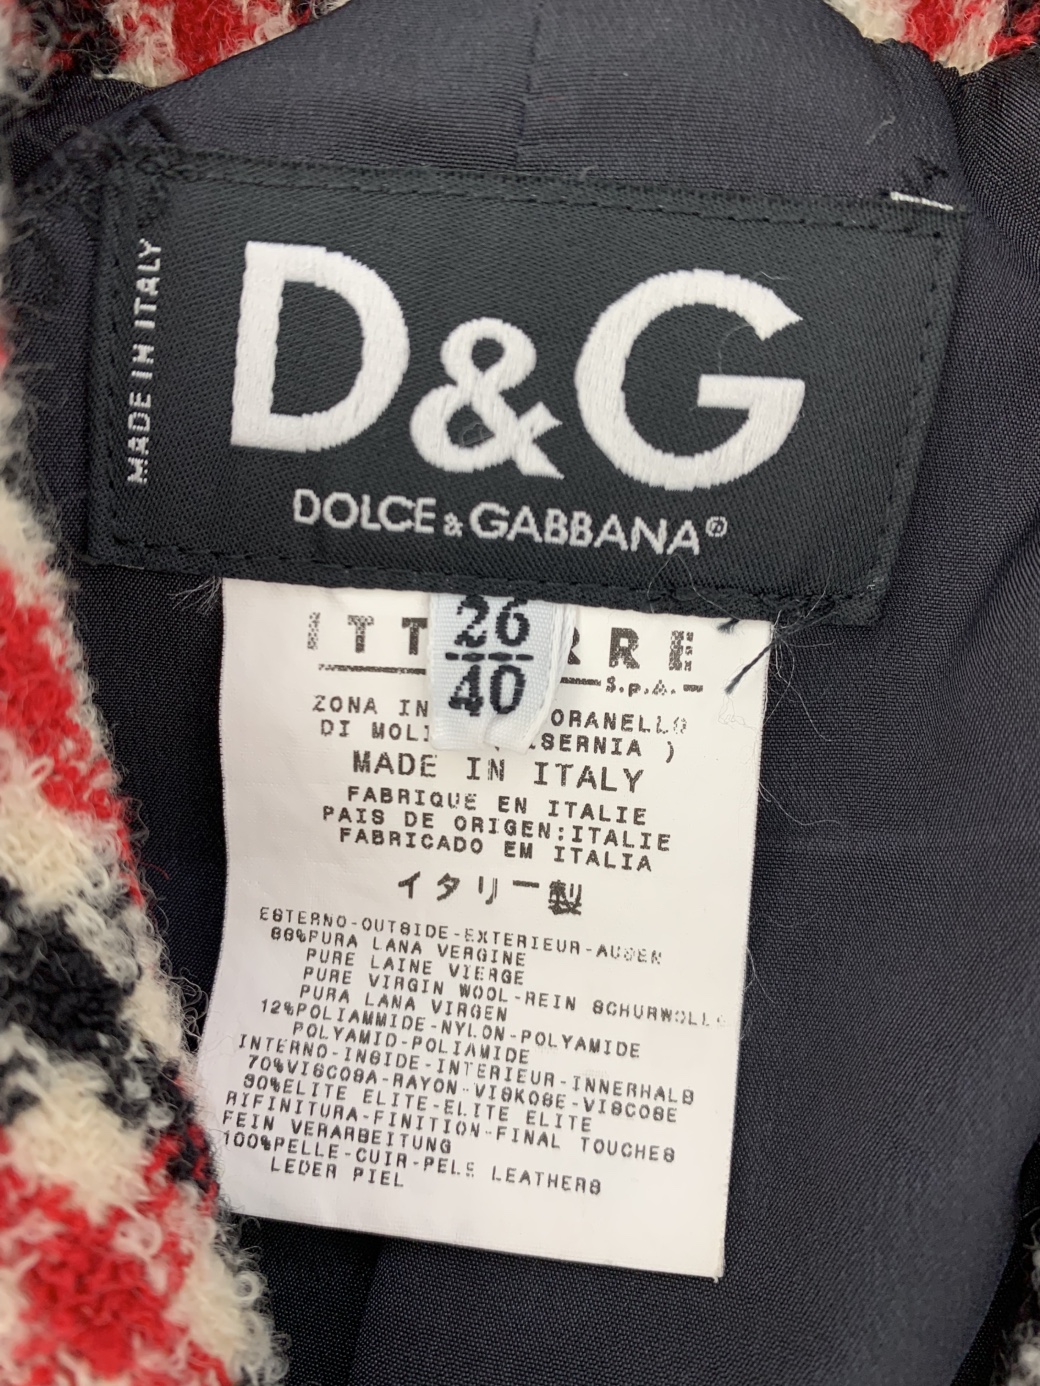 MADE IN ITALY
D&G
DOLCE & GABBANA®
26
40
S.p.A.
ZONA
DI
MADE IN ITALY
FABRIQUE EN ITALIE
PAIS DE ORIGEN:ITALIE
FABRICADO EM ITALIA
イタリー製
ESTERNO-OUTSIDE-EXTERIEUR-AUSEN
88%PURA LANA VERGINE
PURE LAINE VIERGE
PURE VIRGIN WOOL-REIN SCHURWOLLE
PURA LANA VIRGEN
12%POLIAMMIDE-NYLON-POLYAMIDE
POLYAMID-POLIAMIDE
INTERNO-INSIDE-INTERIEUR-INNERHALB
70%VISCOSA-RAYON-VISKOSE-VISCOSE
30%ELITE ELITE-ELITE ELITE
RIFINITURA-FINITION-FINAL TOUCHES
FEIN VERARBEITUNG
100%PELLE-CUIR-PELE LEATHERS
LEDER PIEL